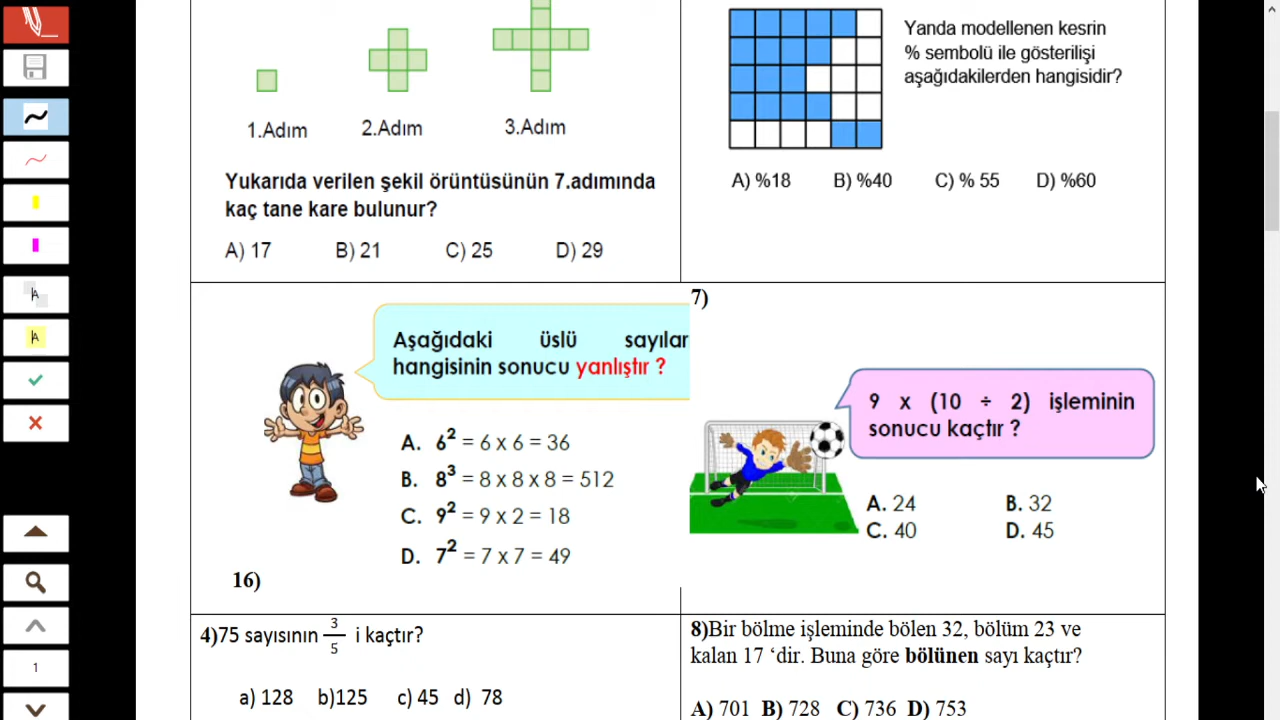 1.Adım
2.Adım
3.Adım
Yukarıda verilen şekil örüntüsünün 7.adımında
kaç tane kare bulunur?
A) 17 B) 21 C) 25 D) 29
Yanda modellenen kesrin
% sembolü ile gösterilişi
aşağıdakilerden hangisidir?
A) %18 B) %40 C) % 55 D) %60
Aşağıdaki üslü sayılar
hangisinin sonucu yanlıştır ?
A. 6² = 6 x 6 = 36
B. 8³ = 8 x 8 x 8 = 512
C. 9² = 9 x 2 = 18
D. 7² = 7 x 7 = 49
16)
7)
9 x (10 ÷ 2) işleminin
sonucu kaçtır ?
A. 24 B. 32
C. 40 D. 45
4)75 sayısının 3/5 i kaçtır?
a) 128 b)125 c) 45 d) 78
8)Bir bölme işleminde bölen 32, bölüm 23 ve
kalan 17 ‘dir. Buna göre bölünen sayı kaçtır?
A) 701 B) 728 C) 736 D) 753
A
A
1